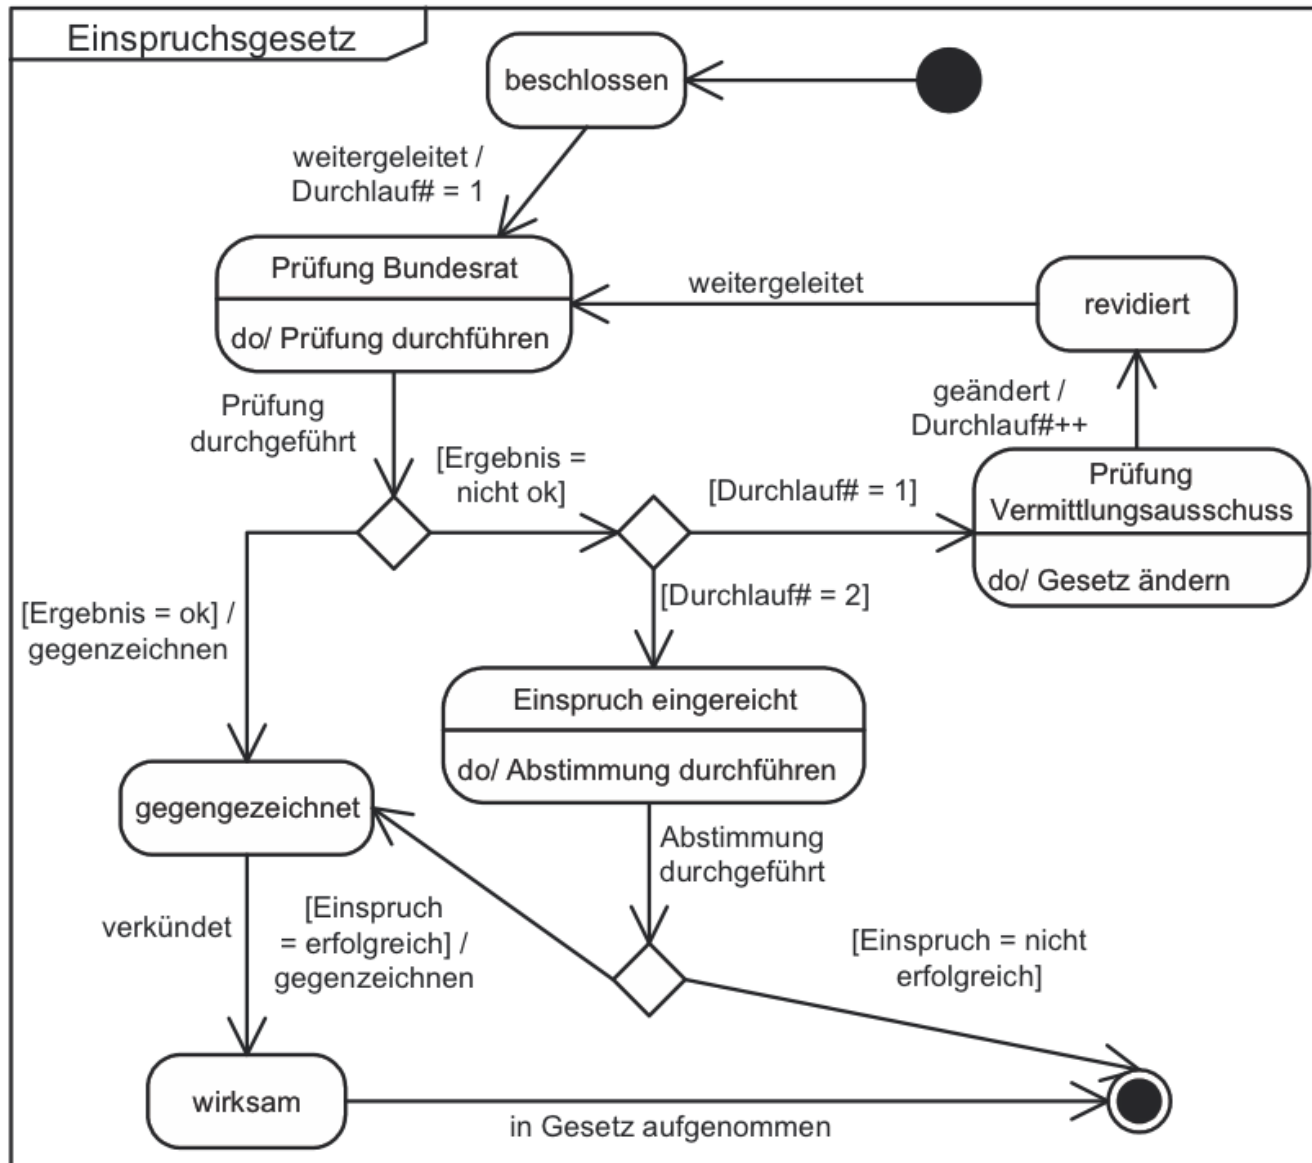 Einspruchsgesetz
beschlossen
weitergeleitet /
Durchlauf# = 1
Prüfung Bundesrat
do/ Prüfung durchführen
weitergeleitet
revidiert
geändert /
Durchlauf#++
Prüfung
durchgeführt
[Ergebnis =
nicht ok]
[Durchlauf# = 1]
Prüfung
Vermittlungsausschuss
do/ Gesetz ändern
[Ergebnis = ok] /
gegenzeichnen
[Durchlauf# = 2]
Einspruch eingereicht
do/ Abstimmung durchführen
gegengezeichnet
Abstimmung
durchgeführt
verkündet
[Einspruch
= erfolgreich] /
gegenzeichnen
[Einspruch = nicht
erfolgreich]
wirksam
in Gesetz aufgenommen